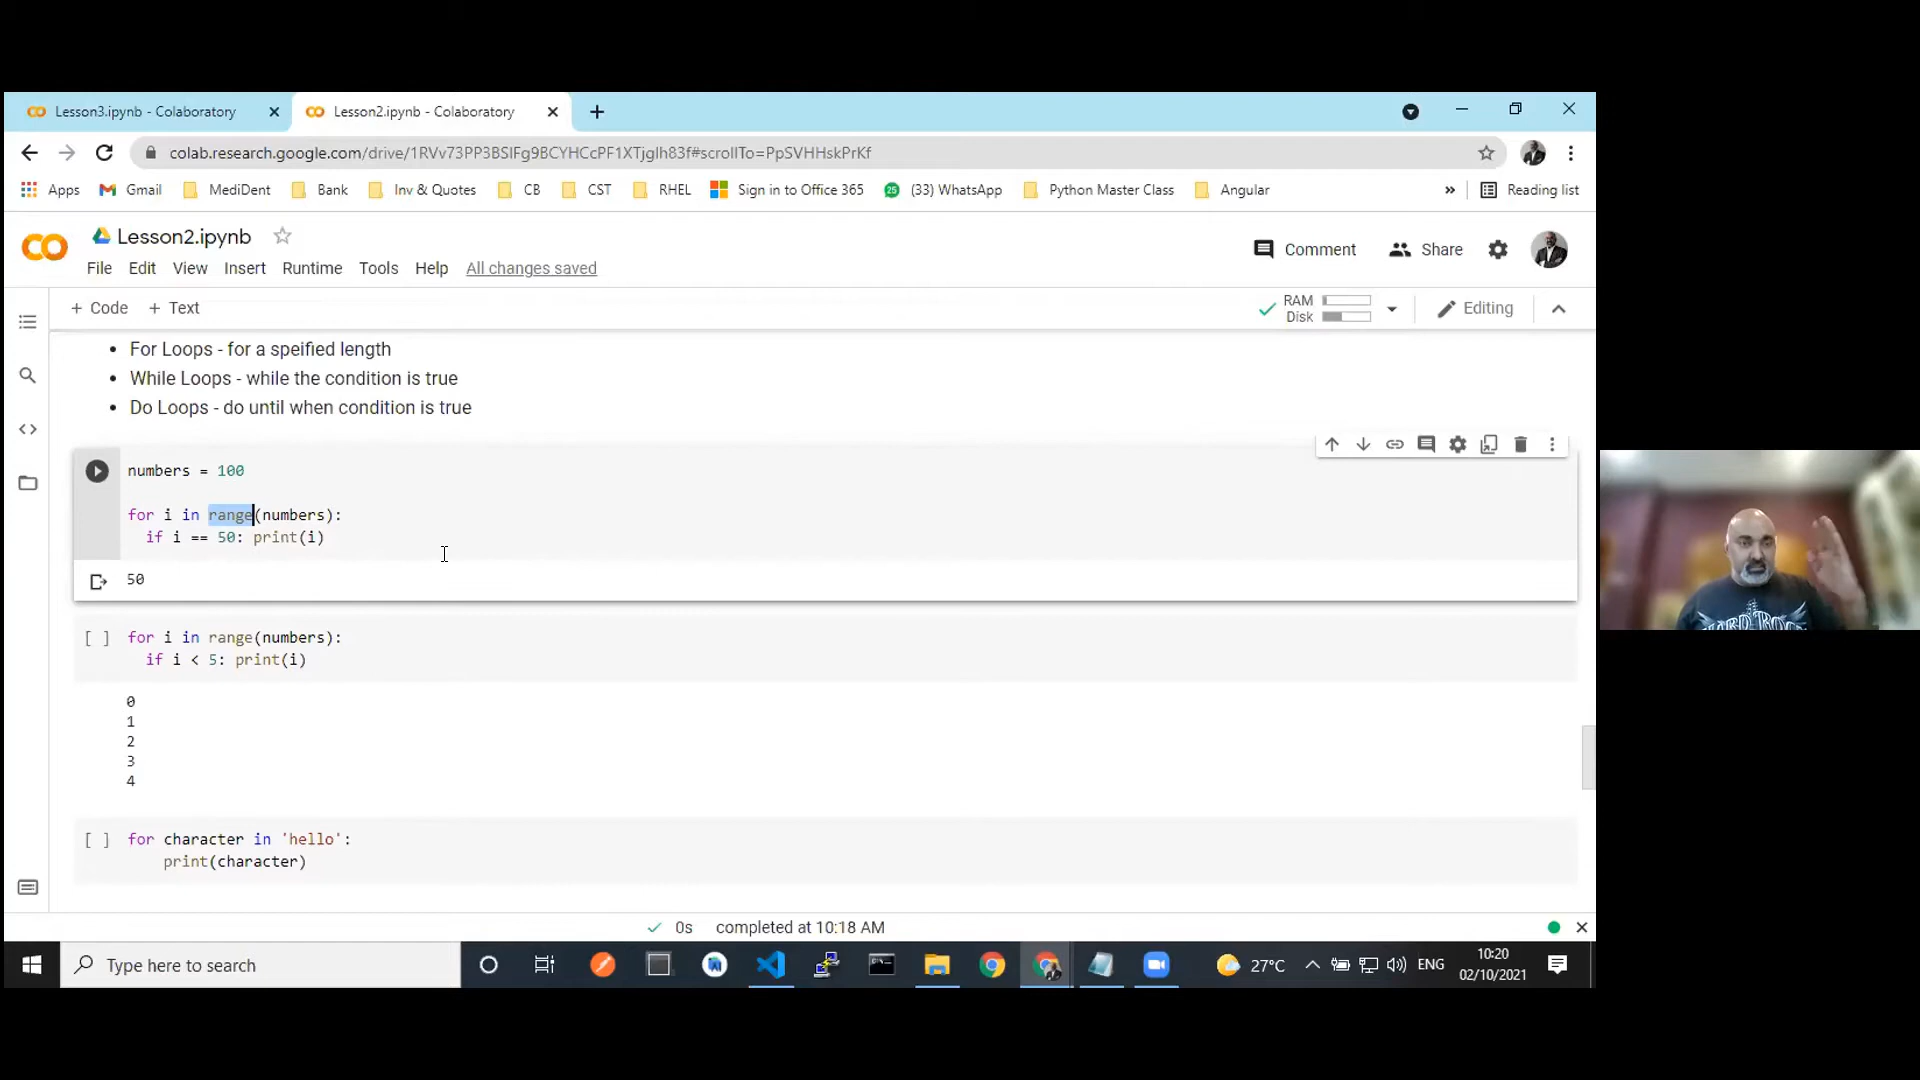 Lesson3.ipynb - Colaboratory
Lesson2.ipynb - Colaboratory
colab.research.google.com/drive/1RVv73PP3BSIFg9BCYHCcPF1XTjglh83f#scrollTo=PpSVHHskPrKf
Apps Gmail MediDent Bank Inv & Quotes CB CST RHEL Sign in to Office 365 25 (33) WhatsApp Python Master Class Angular » Reading list
Lesson2.ipynb
Comment Share
File Edit View Insert Runtime Tools Help All changes saved
+ Code + Text
RAM
Disk
Editing
• For Loops - for a speified length
• While Loops - while the condition is true
• Do Loops - do until when condition is true
numbers = 100
for i in range(numbers):
if i == 50: print(i)
50
[ ] for i in range(numbers):
if i < 5: print(i)
0
1
2
3
4
[ ] for character in 'hello':
print(character)
0s completed at 10:18 AM
Type here to search
27°C
ENG
10:20
02/10/2021